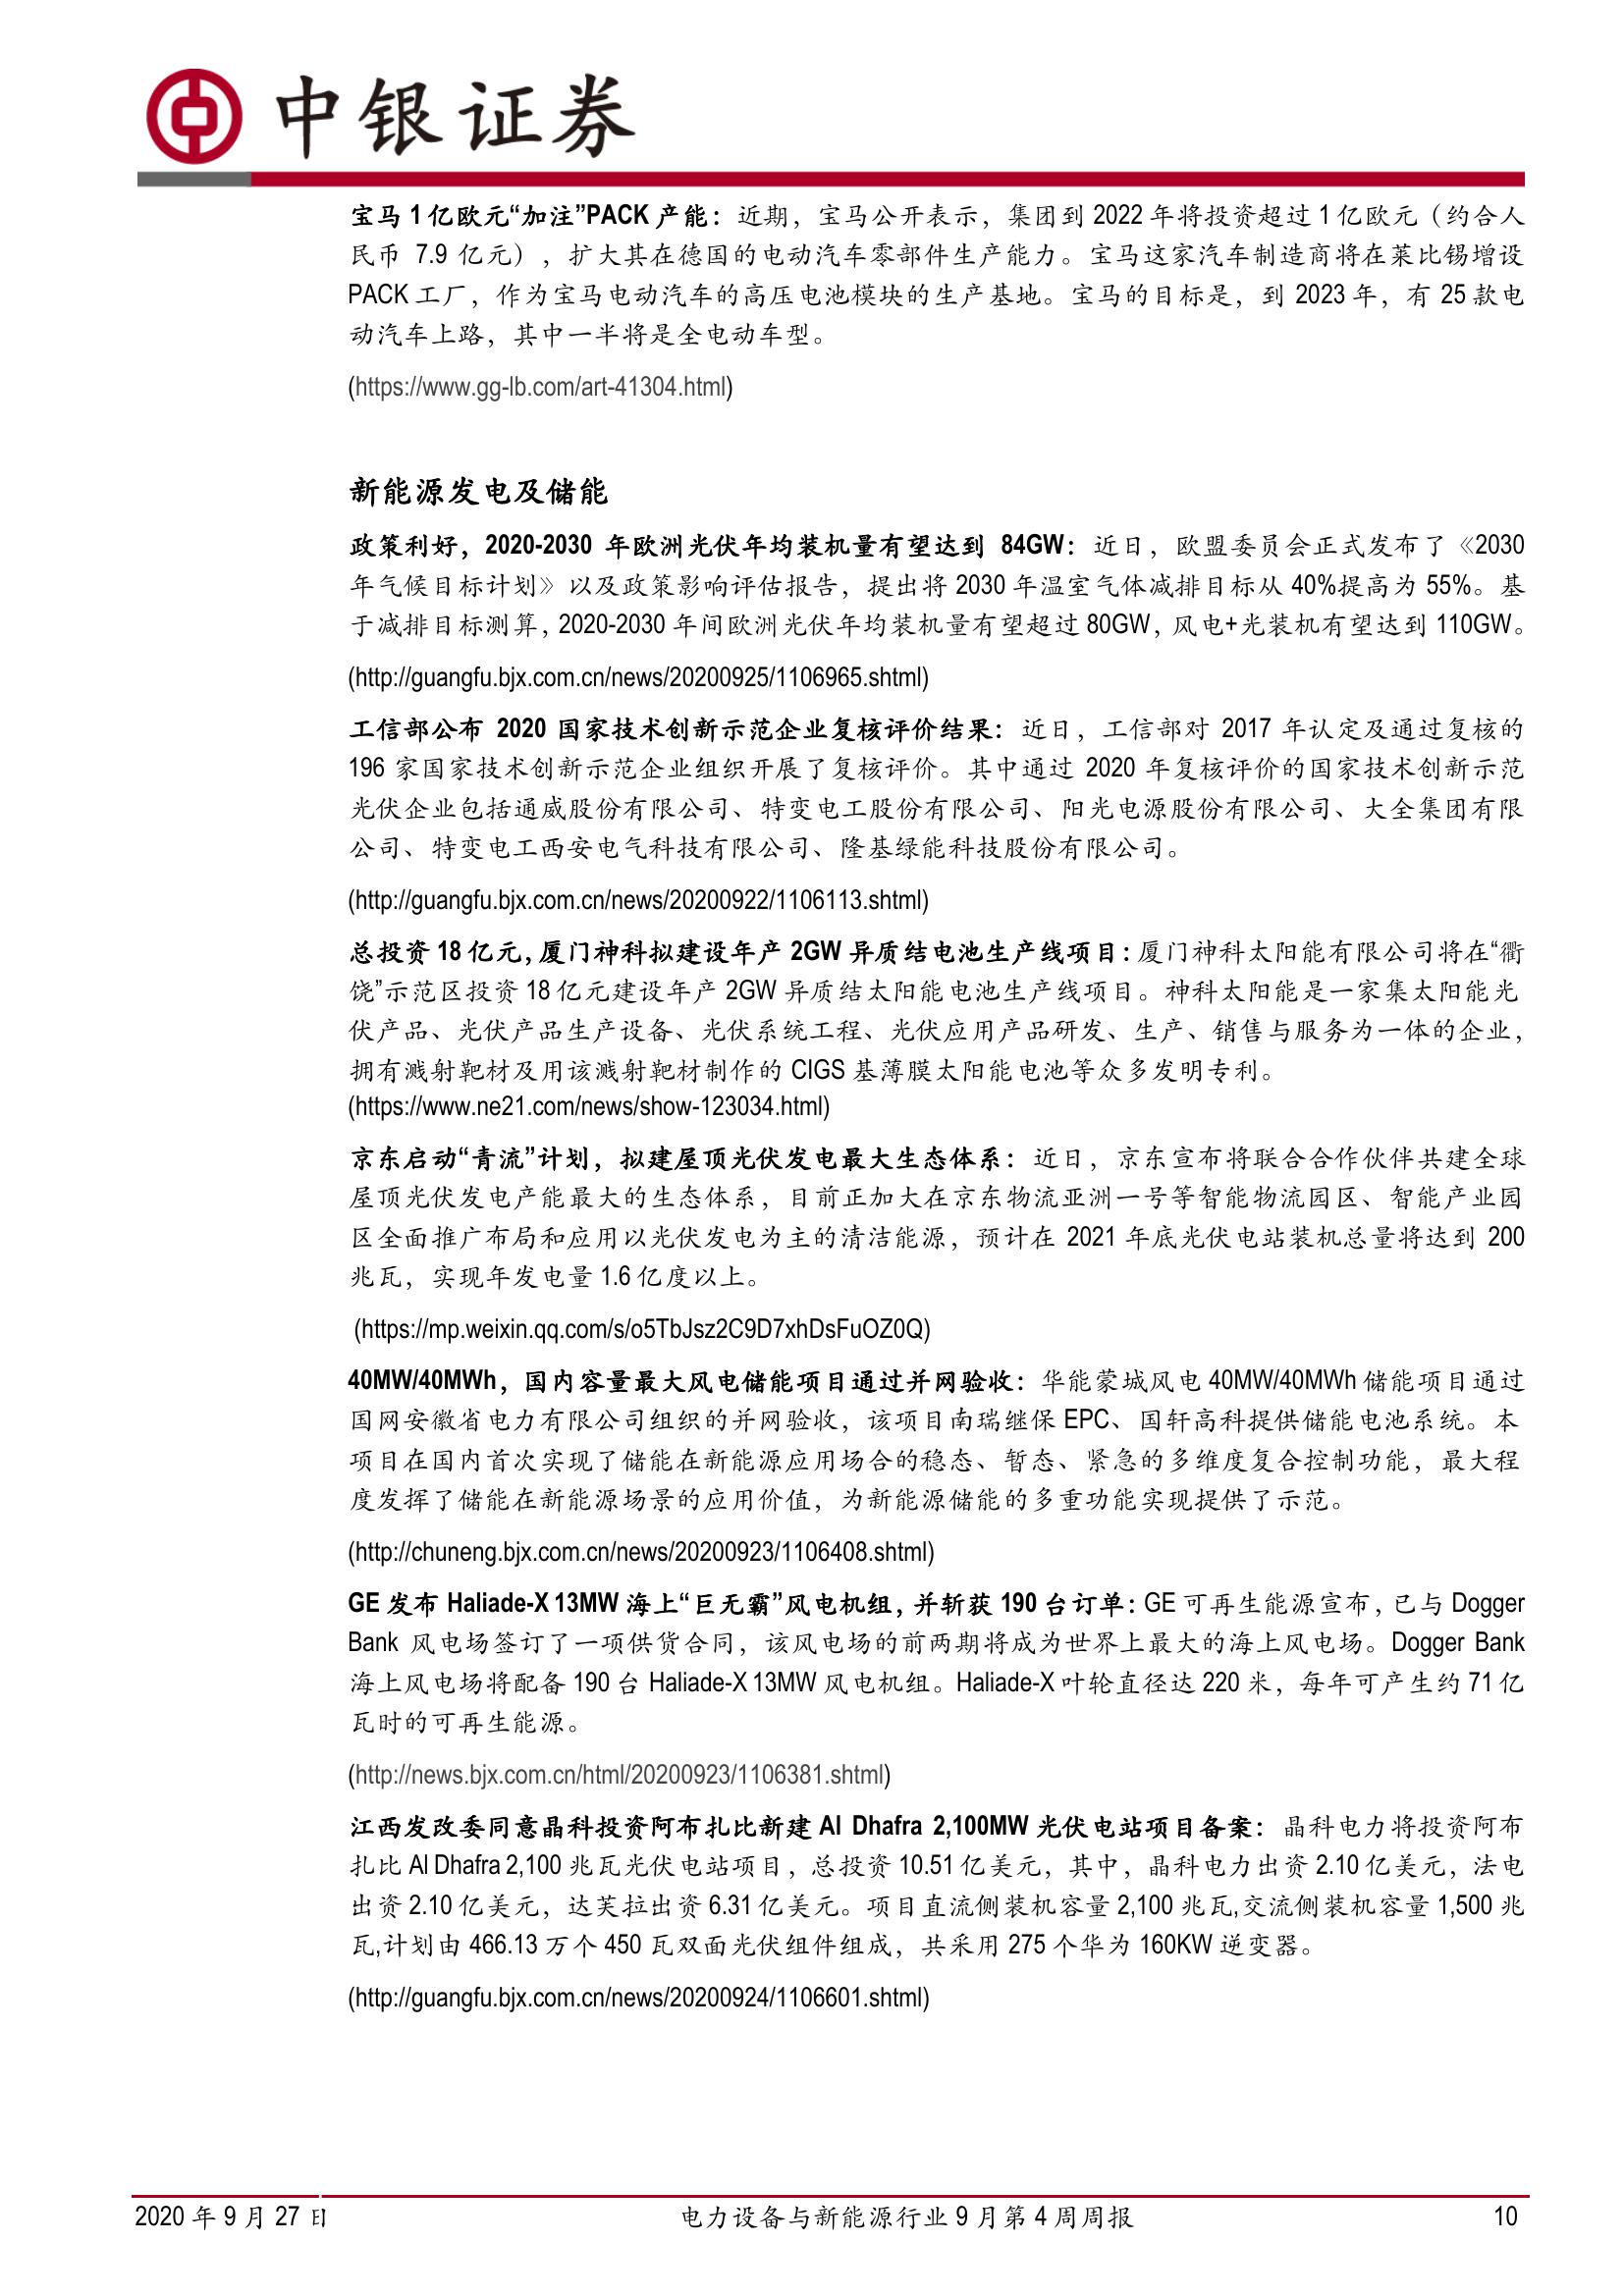 中银证券
宝马 1 亿欧元“加注”PACK 产能：近期，宝马公开表示，集团到 2022 年将投资超过 1 亿欧元（约合人
民币 7.9 亿元），扩大其在德国的电动汽车零部件生产能力。宝马这家汽车制造商将在莱比锡增设
PACK 工厂，作为宝马电动汽车的高压电池模块的生产基地。宝马的目标是，到 2023 年，有 25 款电
动汽车上路，其中一半将是全电动车型。
(https://www.gg-lb.com/art-41304.html)
新能源发电及储能
政策利好，2020-2030 年欧洲光伏年均装机量有望达到 84GW：近日，欧盟委员会正式发布了《2030
年气候目标计划》以及政策影响评估报告，提出将 2030 年温室气体减排目标从 40%提高为 55%。基
于减排目标测算，2020-2030 年间欧洲光伏年均装机量有望超过 80GW，风电+光装机有望达到 110GW。
(http://guangfu.bjx.com.cn/news/20200925/1106965.shtml)
工信部公布 2020 国家技术创新示范企业复核评价结果：近日，工信部对 2017 年认定及通过复核的
196 家国家技术创新示范企业组织开展了复核评价。其中通过 2020 年复核评价的国家技术创新示范
光伏企业包括通威股份有限公司、特变电工股份有限公司、阳光电源股份有限公司、大全集团有限
公司、特变电工西安电气科技有限公司、隆基绿能科技股份有限公司。
(http://guangfu.bjx.com.cn/news/20200922/1106113.shtml)
总投资 18 亿元，厦门神科拟建设年产 2GW 异质结电池生产线项目：厦门神科太阳能有限公司将在“衢
饶”示范区投资 18 亿元建设年产 2GW 异质结太阳能电池生产线项目。神科太阳能是一家集太阳能光
伏产品、光伏产品生产设备、光伏系统工程、光伏应用产品研发、生产、销售与服务为一体的企业，
拥有溅射靶材及用该溅射靶材制作的 CIGS 基薄膜太阳能电池等众多发明专利。
(https://www.ne21.com/news/show-123034.html)
京东启动“青流”计划，拟建屋顶光伏发电最大生态体系：近日，京东宣布将联合合作伙伴共建全球
屋顶光伏发电产能最大的生态体系，目前正加大在京东物流亚洲一号等智能物流园区、智能产业园
区全面推广布局和应用以光伏发电为主的清洁能源，预计在 2021 年底光伏电站装机总量将达到 200
兆瓦，实现年发电量 1.6 亿度以上。
(https://mp.weixin.qq.com/s/o5TbJsz2C9D7xhDsFuOZ0Q)
40MW/40MWh，国内容量最大风电储能项目通过并网验收：华能蒙城风电 40MW/40MWh 储能项目通过
国网安徽省电力有限公司组织的并网验收，该项目南瑞继保 EPC、国轩高科提供储能电池系统。本
项目在国内首次实现了储能在新能源应用场合的稳态、暂态、紧急的多维度复合控制功能，最大程
度发挥了储能在新能源场景的应用价值，为新能源储能的多重功能实现提供了示范。
(http://chuneng.bjx.com.cn/news/20200923/1106408.shtml)
GE 发布 Haliade-X 13MW 海上“巨无霸”风电机组，并斩获 190 台订单：GE 可再生能源宣布，已与 Dogger
Bank 风电场签订了一项供货合同，该风电场的前两期将成为世界上最大的海上风电场。Dogger Bank
海上风电场将配备 190 台 Haliade-X 13MW 风电机组。Haliade-X 叶轮直径达 220 米，每年可产生约 71 亿
瓦时的可再生能源。
(http://news.bjx.com.cn/html/20200923/1106381.shtml)
江西发改委同意晶科投资阿布扎比新建 Al Dhafra 2,100MW 光伏电站项目备案：晶科电力将投资阿布
扎比 Al Dhafra 2,100 兆瓦光伏电站项目，总投资 10.51 亿美元，其中，晶科电力出资 2.10 亿美元，法电
出资 2.10 亿美元，达芙拉出资 6.31 亿美元。项目直流侧装机容量 2,100 兆瓦,交流侧装机容量 1,500 兆
瓦,计划由 466.13 万个 450 瓦双面光伏组件组成，共采用 275 个华为 160KW 逆变器。
(http://guangfu.bjx.com.cn/news/20200924/1106601.shtml)
2020 年 9 月 27 日 电力设备与新能源行业 9 月第 4 周周报 10